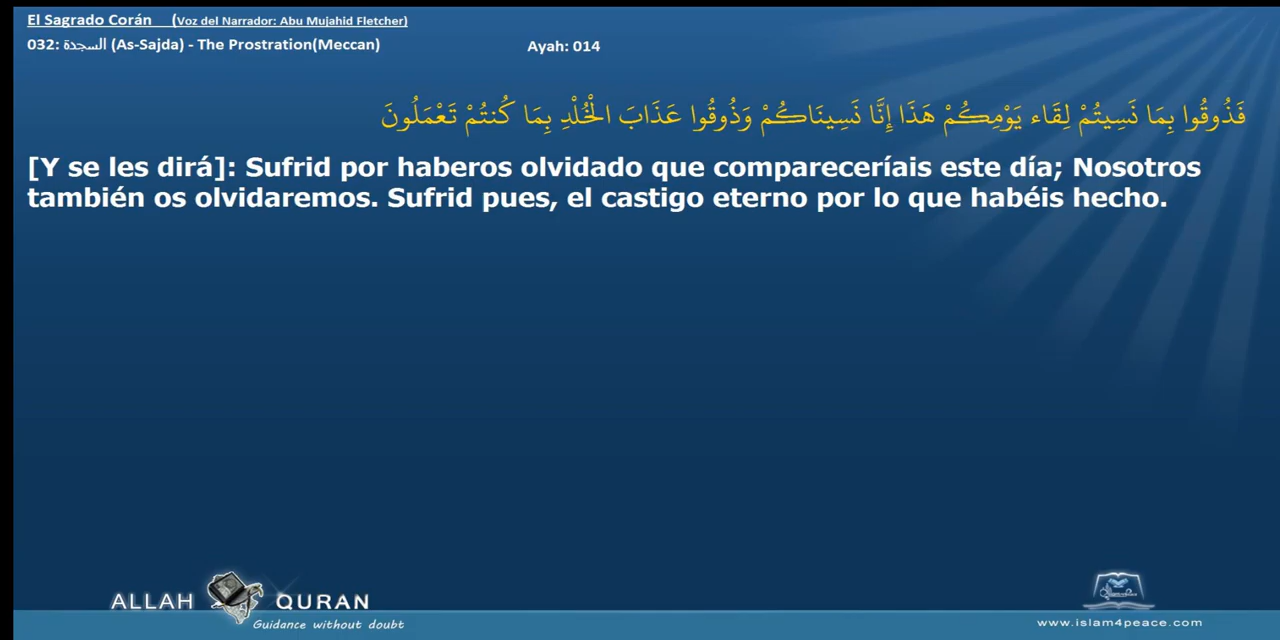 El Sagrado Corán (Voz del Narrador: Abu Mujahid Fletcher)
032: السجدة (As-Sajda) - The Prostration(Meccan) Ayah: 014
فَذُوقُوا بِمَا نَسِيتُمْ لِقَاء يَوْمِكُمْ هَذَا إِنَّا نَسِينَاكُمْ وَذُوقُوا عَذَابَ الْخُلْدِ بِمَا كُنتُمْ تَعْمَلُونَ
[Y se les dirá]: Sufrid por haberos olvidado que compareceríais este día; Nosotros
también os olvidaremos. Sufrid pues, el castigo eterno por lo que habéis hecho.
ALLAH QURAN
Guidance without doubt
www.islam4peace.com